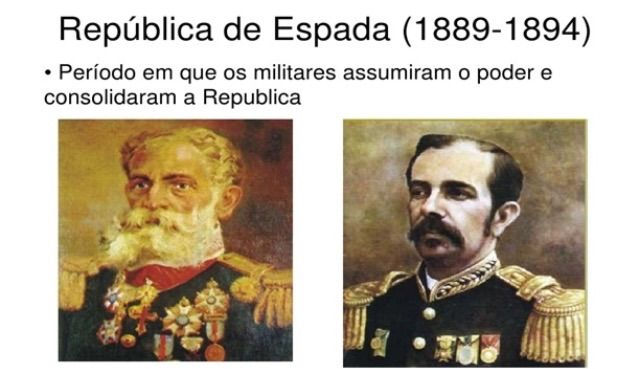 República de Espada (1889-1894)
• Período em que os militares assumiram o poder e
consolidaram a Republica